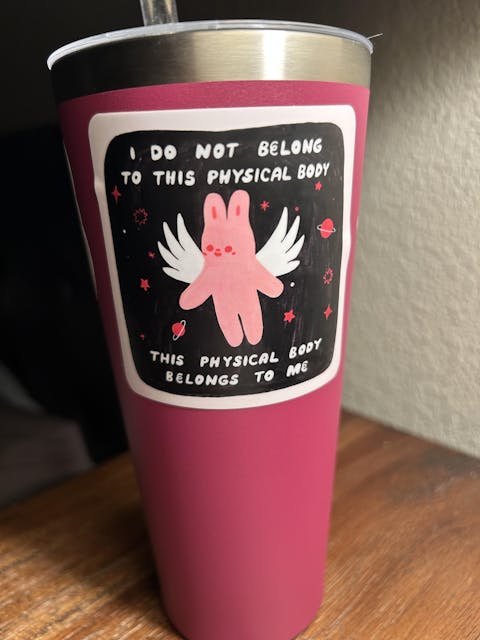 I DO NOT BELONG
TO THIS PHYSICAL BODY
THIS PHYSICAL BODY
BELONGS TO ME